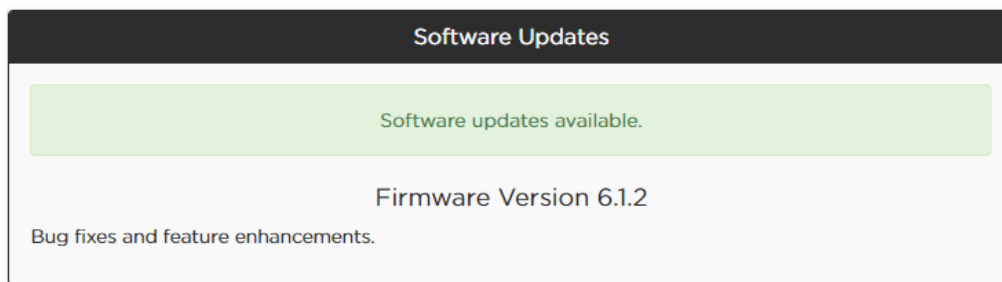 Software Updates
Software updates available.
Firmware Version 6.1.2
Bug fixes and feature enhancements.